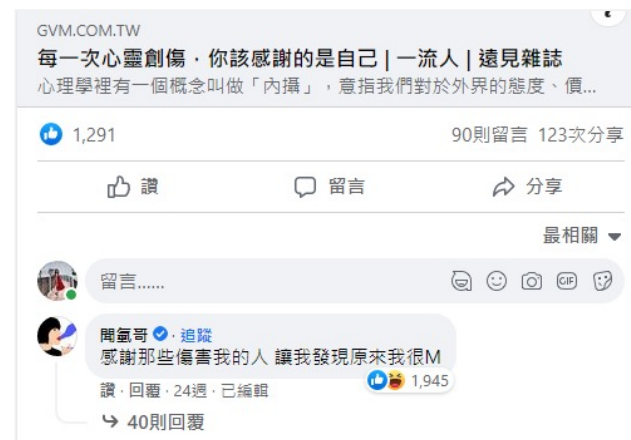 GVM.COM.TW
每一次心靈創傷，你該感謝的是自己 | 一流人 | 遠見雜誌
心理學裡有一個概念叫做「內攝」，意指我們對於外界的態度、價...
1,291
90則留言 123次分享
讚
留言
分享
最相關
留言......
GIF
聞氫哥 · 追蹤
感謝那些傷害我的人 讓我發現原來我很M
1,945
讚 · 回覆 · 24週 · 已編輯
40則回覆